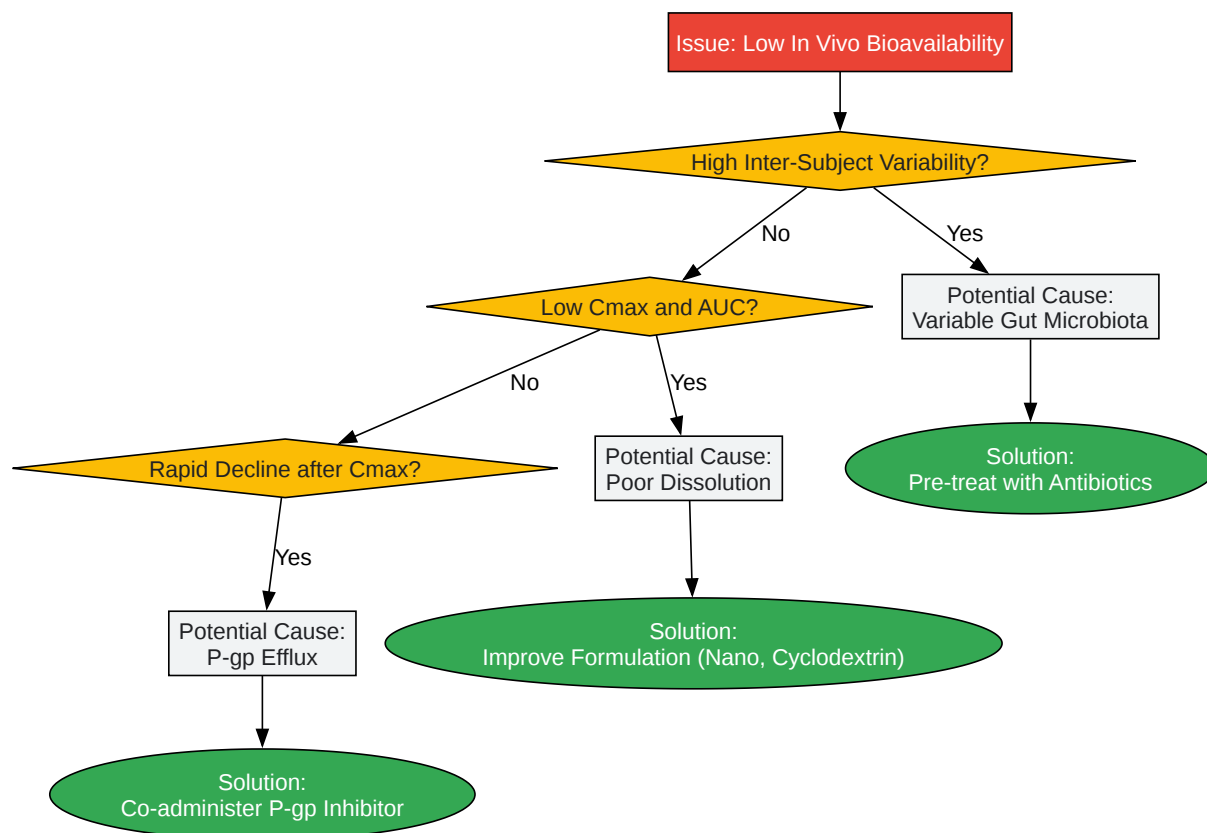 Issue: Low In Vivo Bioavailability
High Inter-Subject Variability?
No
Yes
Low Cmax and AUC?
Potential Cause:
Variable Gut Microbiota
No
Yes
Rapid Decline after Cmax?
Potential Cause:
Poor Dissolution
Solution:
Pre-treat with Antibiotics
Yes
Potential Cause:
P-gp Efflux
Solution:
Improve Formulation (Nano, Cyclodextrin)
Solution:
Co-administer P-gp Inhibitor